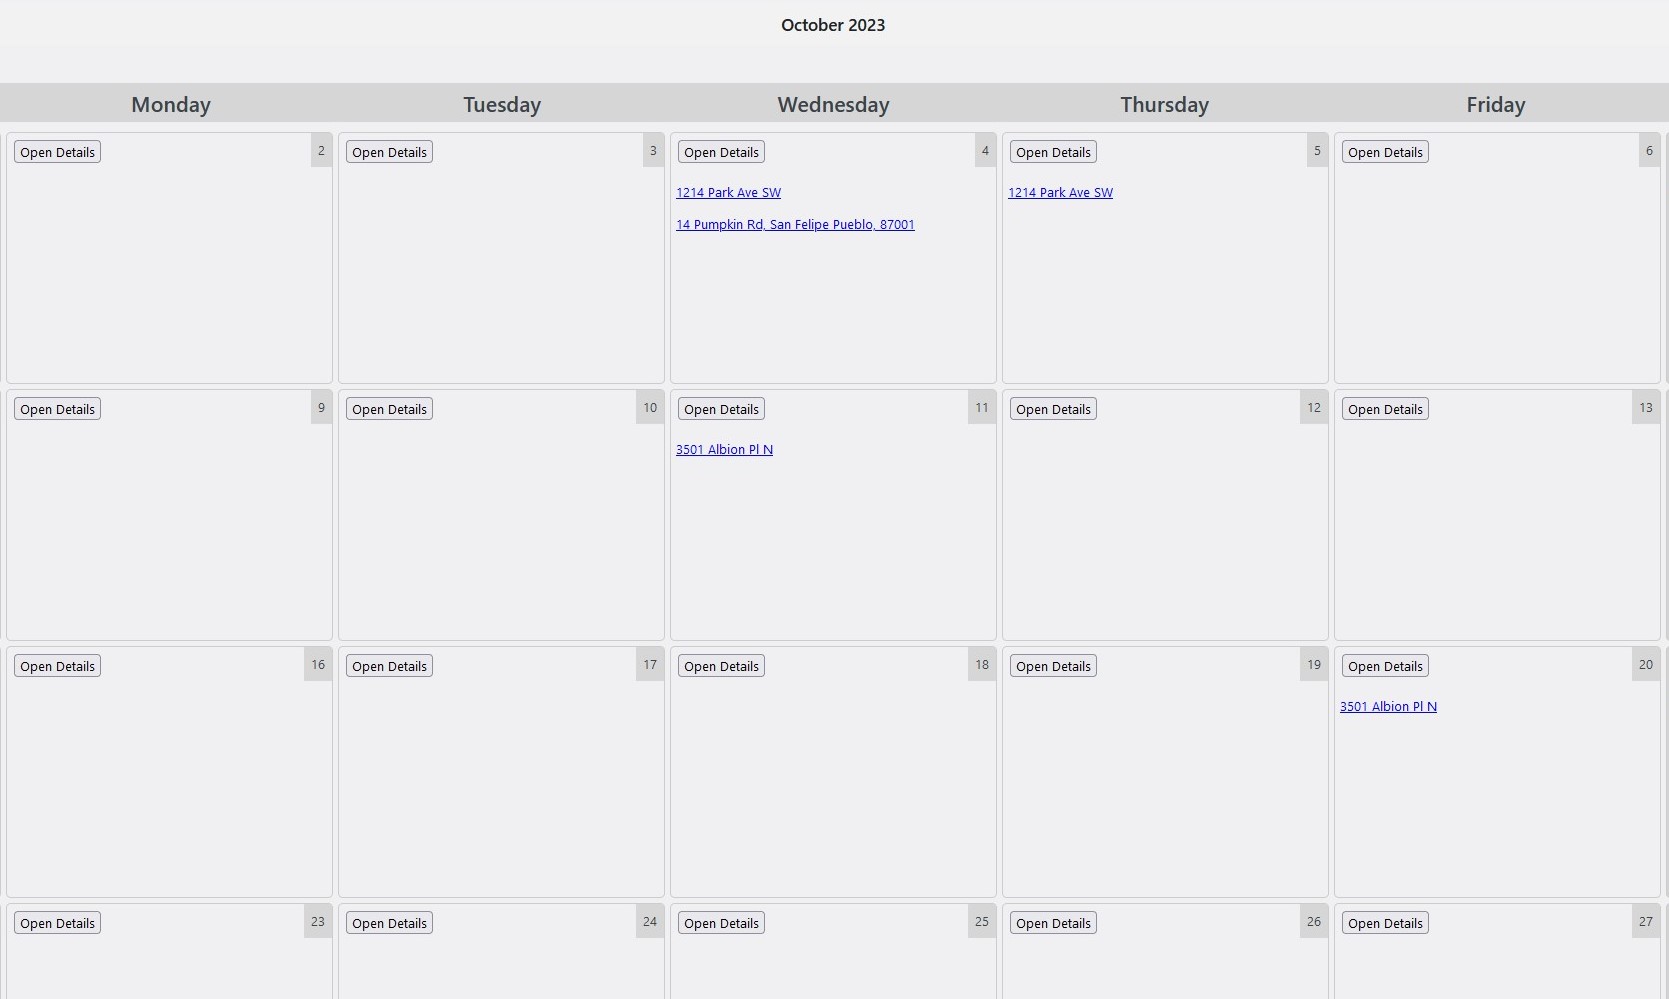 October 2023
Monday Tuesday Wednesday Thursday Friday
Open Details 2 Open Details 3 Open Details 4 Open Details 5 Open Details 6
1214 Park Ave SW 1214 Park Ave SW
14 Pumpkin Rd, San Felipe Pueblo, 87001
Open Details 9 Open Details 10 Open Details 11 Open Details 12 Open Details 13
3501 Albion Pl N
Open Details 16 Open Details 17 Open Details 18 Open Details 19 Open Details 20
3501 Albion Pl N
Open Details 23 Open Details 24 Open Details 25 Open Details 26 Open Details 27